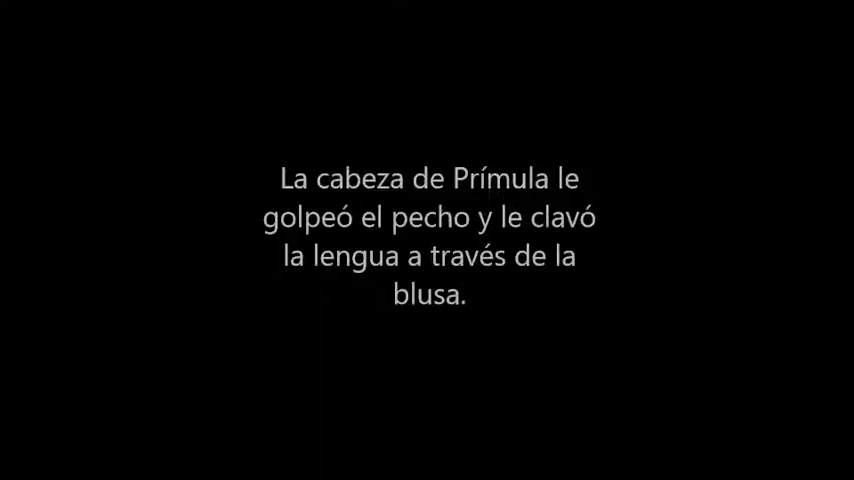 La cabeza de Prímula le
golpeó el pecho y le clavó
la lengua a través de la
blusa.